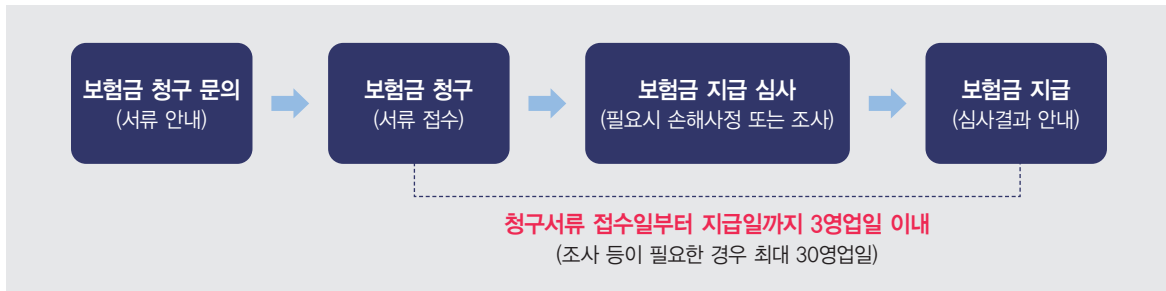 보험금 청구 문의
(서류 안내)
보험금 청구
(서류 접수)
보험금 지급 심사
(필요시 손해사정 또는 조사)
보험금 지급
(심사결과 안내)
청구서류 접수일부터 지급일까지 3영업일 이내
(조사 등이 필요한 경우 최대 30영업일)